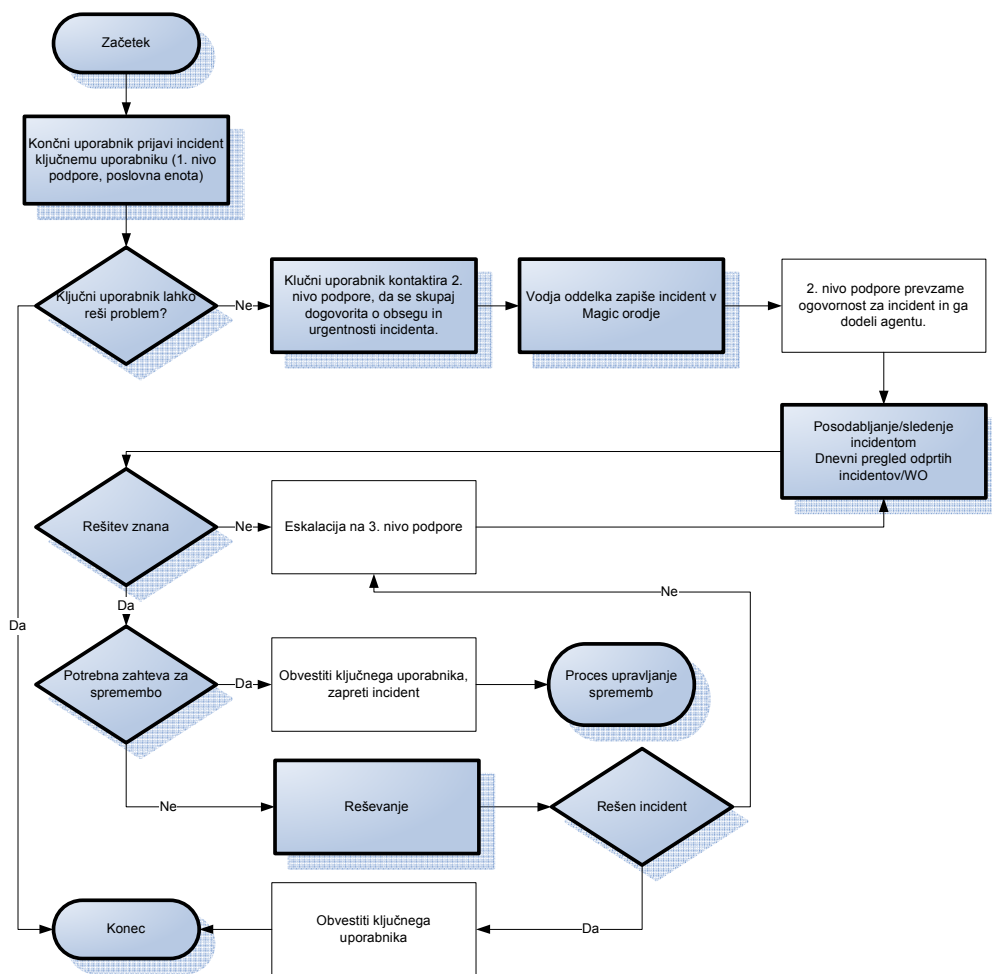 Začetek
Končni uporabnik prijavi incident
ključnemu uporabniku (1. nivo
podpore, poslovna enota)
Ključni uporabnik lahko
reši problem?
Ne
Klučni uporabnik kontaktira 2.
nivo podpore, da se skupaj
dogovorita o obsegu in
urgentnosti incidenta.
Vodja oddelka zapiše incident v
Magic orodje
2. nivo podpore prevzame
ogovornost za incident in ga
dodeli agentu.
Posodabljanje/sledenje
incidentom
Dnevni pregled odprtih
incidentov/WO
Rešitev znana
Ne
Eskalacija na 3. nivo podpore
Ne
Da
Da
Potrebna zahteva za
spremembo
Da
Obvestiti ključnega uporabnika,
zapreti incident
Proces upravljanje
sprememb
Ne
Reševanje
Rešen incident
Da
Obvestiti ključnega
uporabnika
Konec